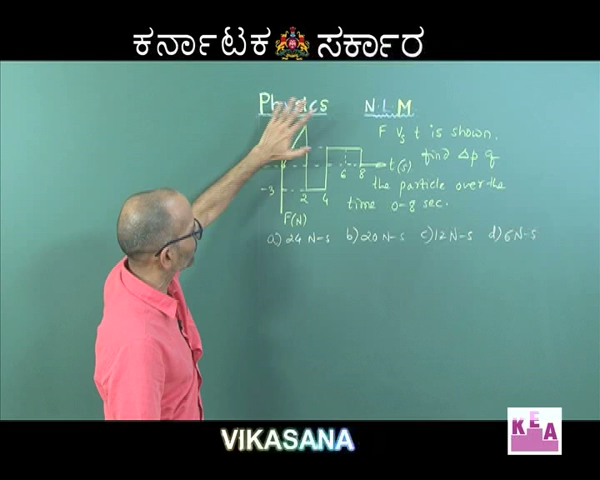 ಕರ್ನಾಟಕ ಸರ್ಕಾರ
Physics N.L.M.
F Vs t is shown.
find Δp of
the particle over the
time 0-8 sec.
t(s)
6 8
-3
2 4
F(N)
a) 24 N-s b) 20 N-s c) 12 N-s d) 6 N-s
VIKASANA
KEA